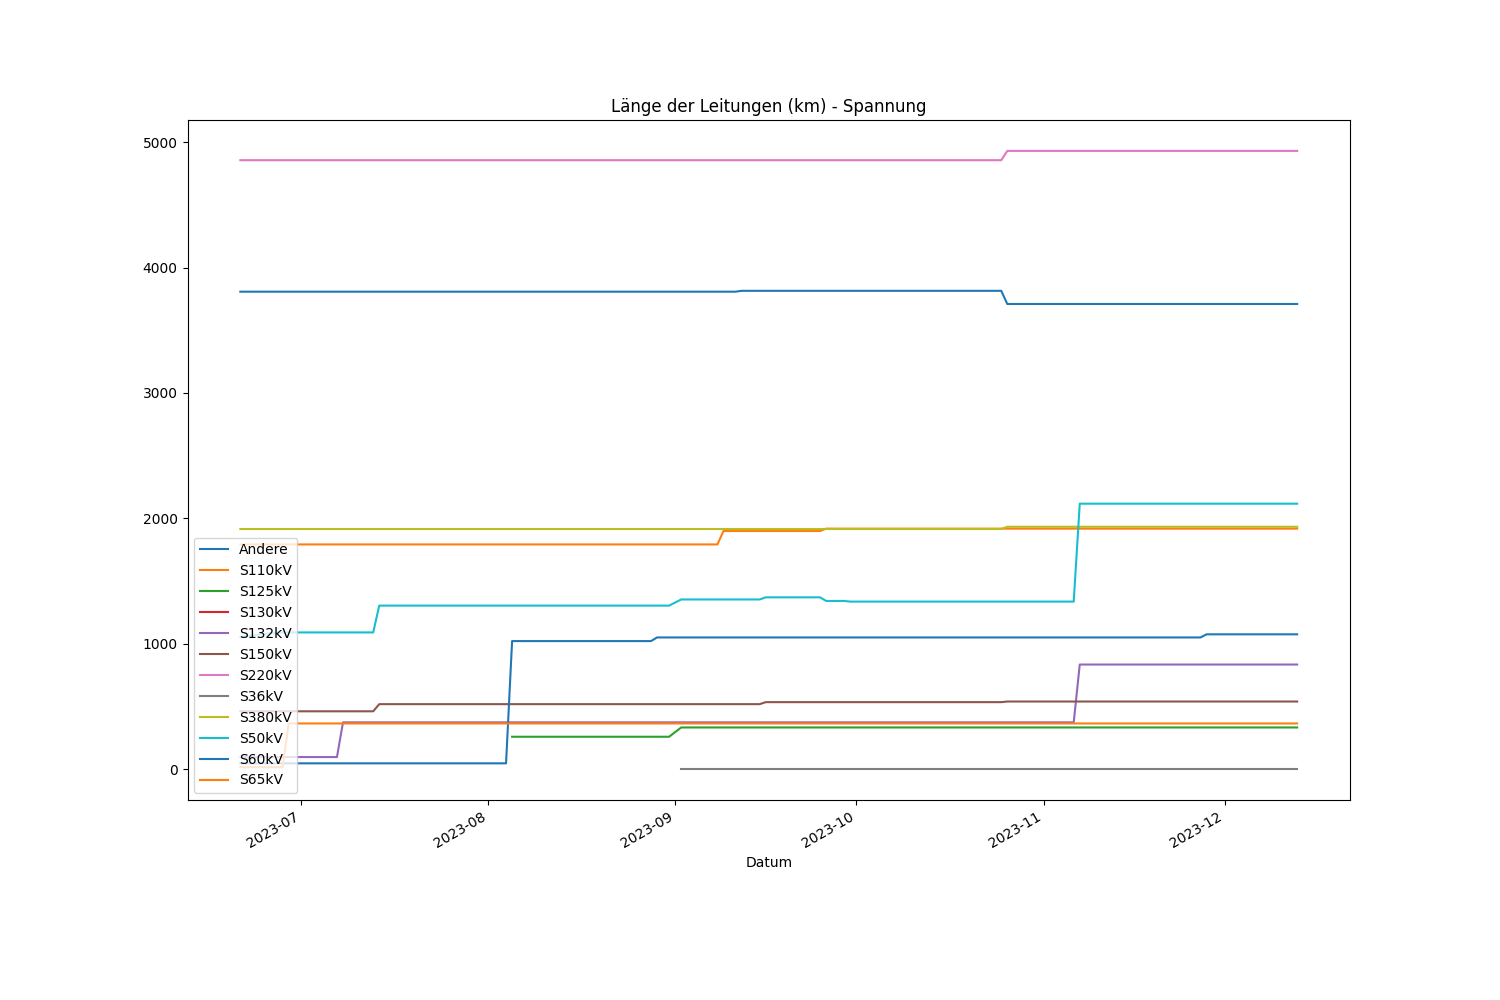 Länge der Leitungen (km) - Spannung
5000
4000
3000
2000
1000
0
Andere
S110kV
S125kV
S130kV
S132kV
S150kV
S220kV
S36kV
S380kV
S50kV
S60kV
S65kV
2023-07
2023-08
2023-09
2023-10
2023-11
2023-12
Datum